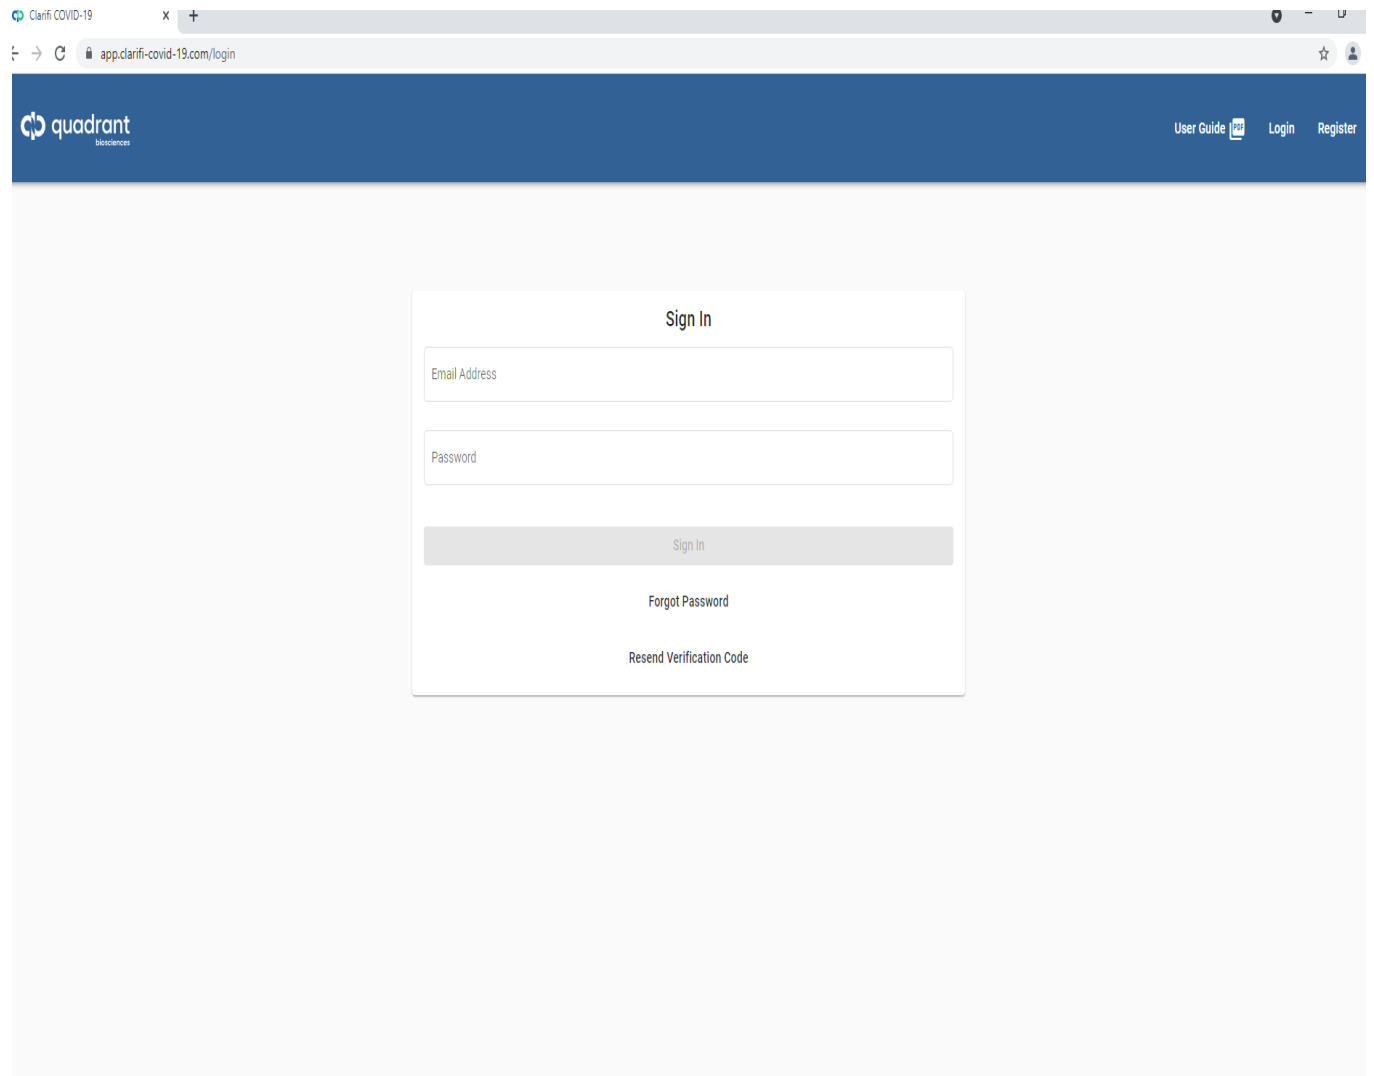 Clarifi COVID-19
app.clarifi-covid-19.com/login
quadrant
biosciences
User Guide PDF Login Register
Sign In
Email Address
Password
Sign In
Forgot Password
Resend Verification Code